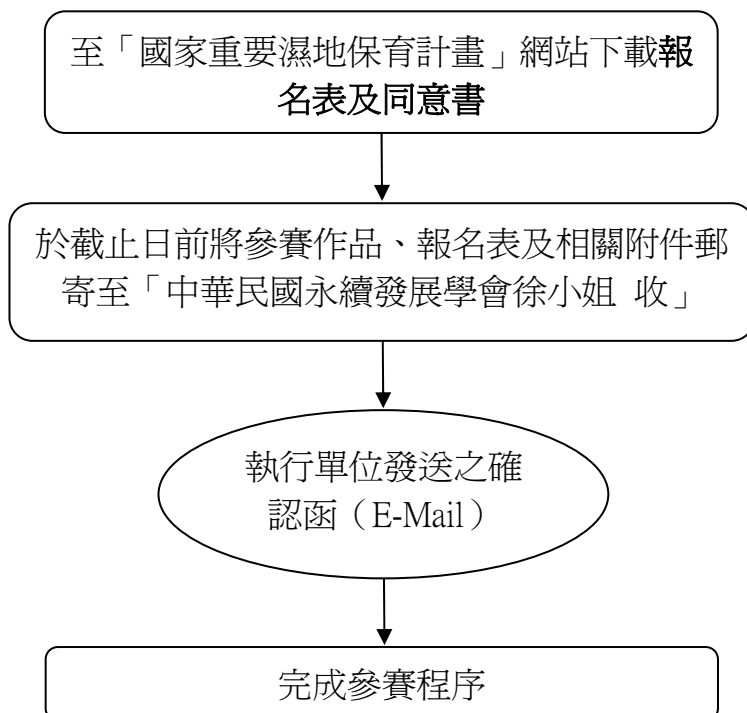 至「國家重要濕地保育計畫」網站下載報
名表及同意書
於截止日前將參賽作品、報名表及相關附件郵
寄至「中華民國永續發展學會徐小姐 收」
執行單位發送之確
認函（E-Mail）
完成參賽程序